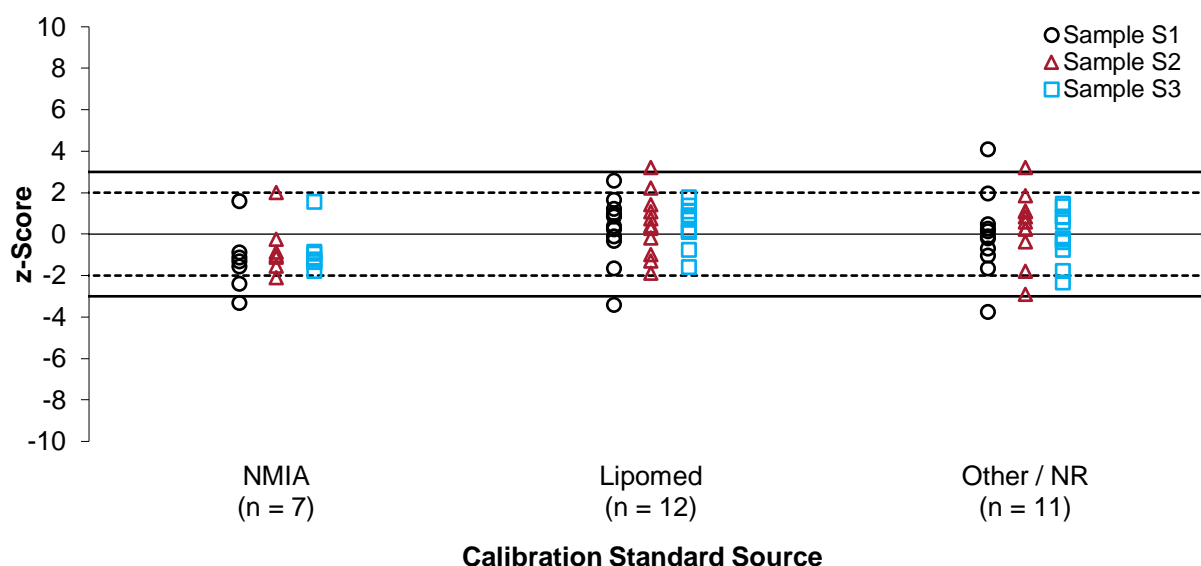 10
8
6
4
2
0
-2
-4
-6
-8
-10
z-Score
Sample S1
Sample S2
Sample S3
NMIA
(n = 7)
Lipomed
(n = 12)
Other / NR
(n = 11)
Calibration Standard Source